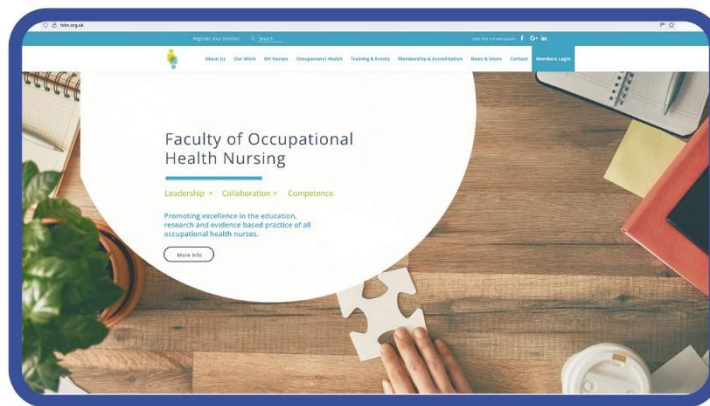 fohn.org.uk
Register your interest Search Join the conversation f G+ in
About Us Our Work OH Nurses Occupational Health Training & Events Membership & Accreditation News & Views Contact Members Login
Faculty of Occupational
Health Nursing
Leadership • Collaboration • Competence
Promoting excellence in the education,
research and evidence based practice of all
occupational health nurses.
More info